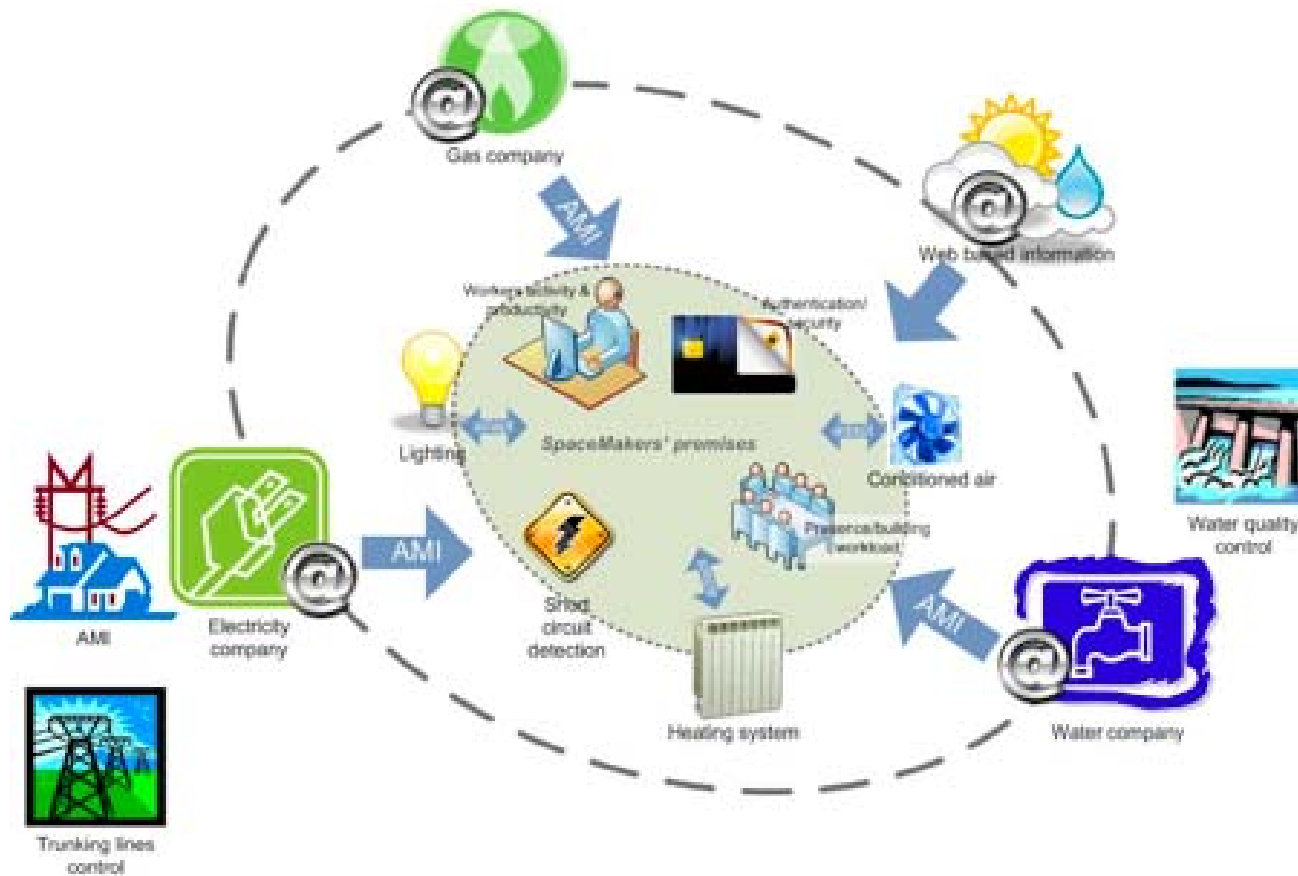 Gas company
AMI
Web based information
Workers activity &
productivity
Authentication/
security
Lighting
SpaceMakers' premises
Conditioned air
Water quality
control
Presence/building
workload
AMI
AMI
AMI
Electricity
company
Short
circuit
detection
Heating system
Water company
Trunking lines
control